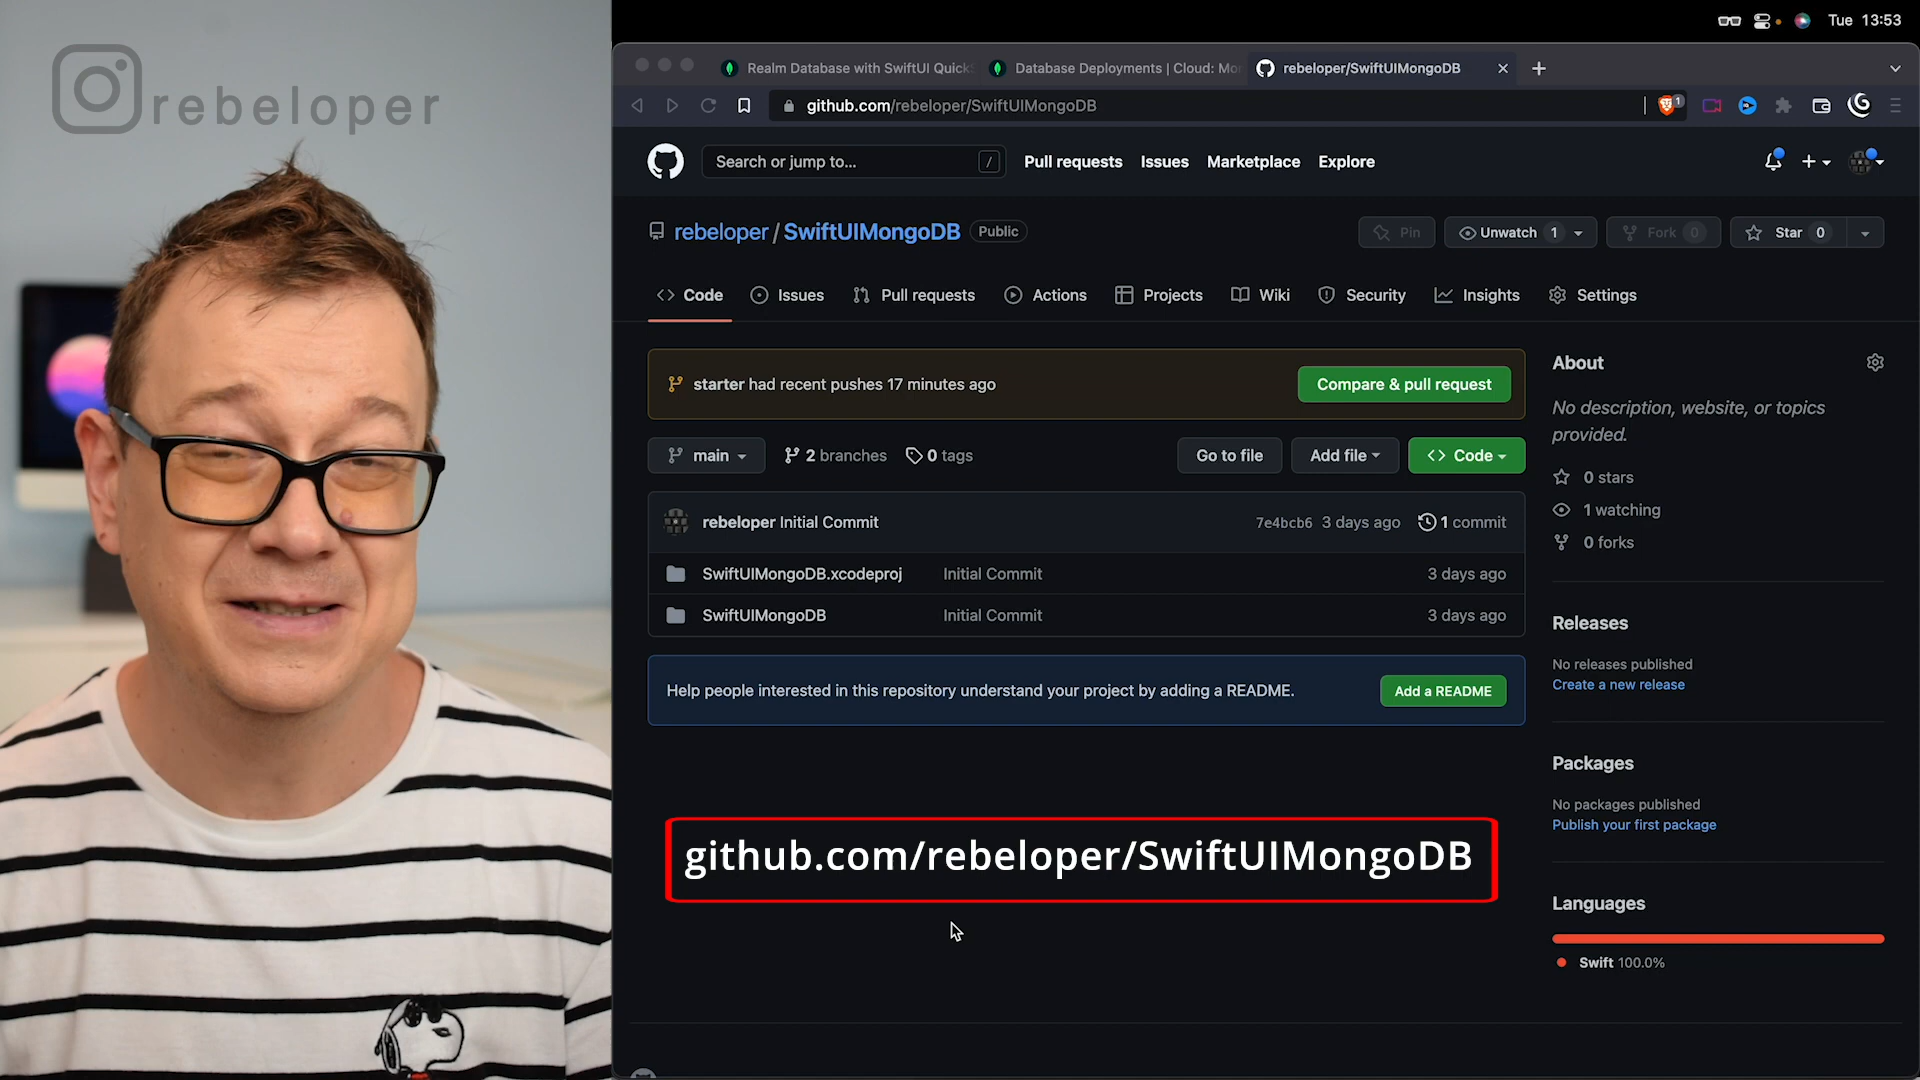 rebeloper
Tue 13:53
Realm Database with SwiftUI Quick
Database Deployments | Cloud: Mo
rebeloper/SwiftUIMongoDB
github.com/rebeloper/SwiftUIMongoDB
1
Search or jump to...
/
Pull requests
Issues
Marketplace
Explore
rebeloper / SwiftUIMongoDB
Public
Pin
Unwatch 1
Fork 0
Star 0
Code
Issues
Pull requests
Actions
Projects
Wiki
Security
Insights
Settings
starter had recent pushes 17 minutes ago
Compare & pull request
main
2 branches
0 tags
Go to file
Add file
Code
rebeloper Initial Commit
7e4bcb6 3 days ago
1 commit
SwiftUIMongoDB.xcodeproj
Initial Commit
3 days ago
SwiftUIMongoDB
Initial Commit
3 days ago
Help people interested in this repository understand your project by adding a README.
Add a README
github.com/rebeloper/SwiftUIMongoDB
About
No description, website, or topics
provided.
0 stars
1 watching
0 forks
Releases
No releases published
Create a new release
Packages
No packages published
Publish your first package
Languages
Swift 100.0%